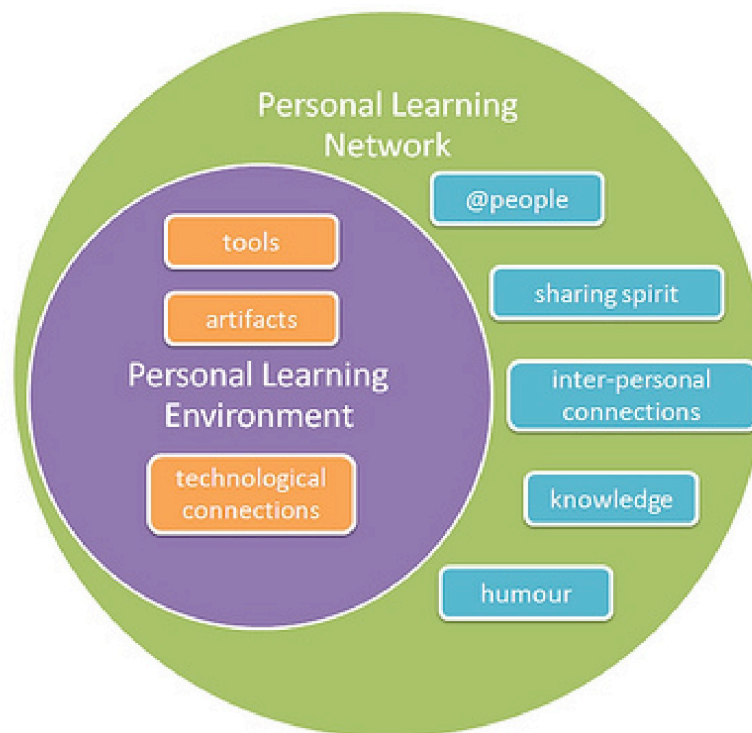 Personal Learning
Network
@people
tools
sharing spirit
artifacts
Personal Learning
Environment
inter-personal
connections
technological
connections
knowledge
humour